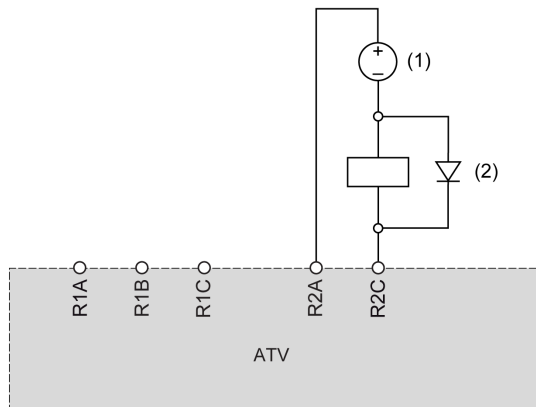 +
−
(1)
(2)
R1A
R1B
R1C
R2A
R2C
ATV